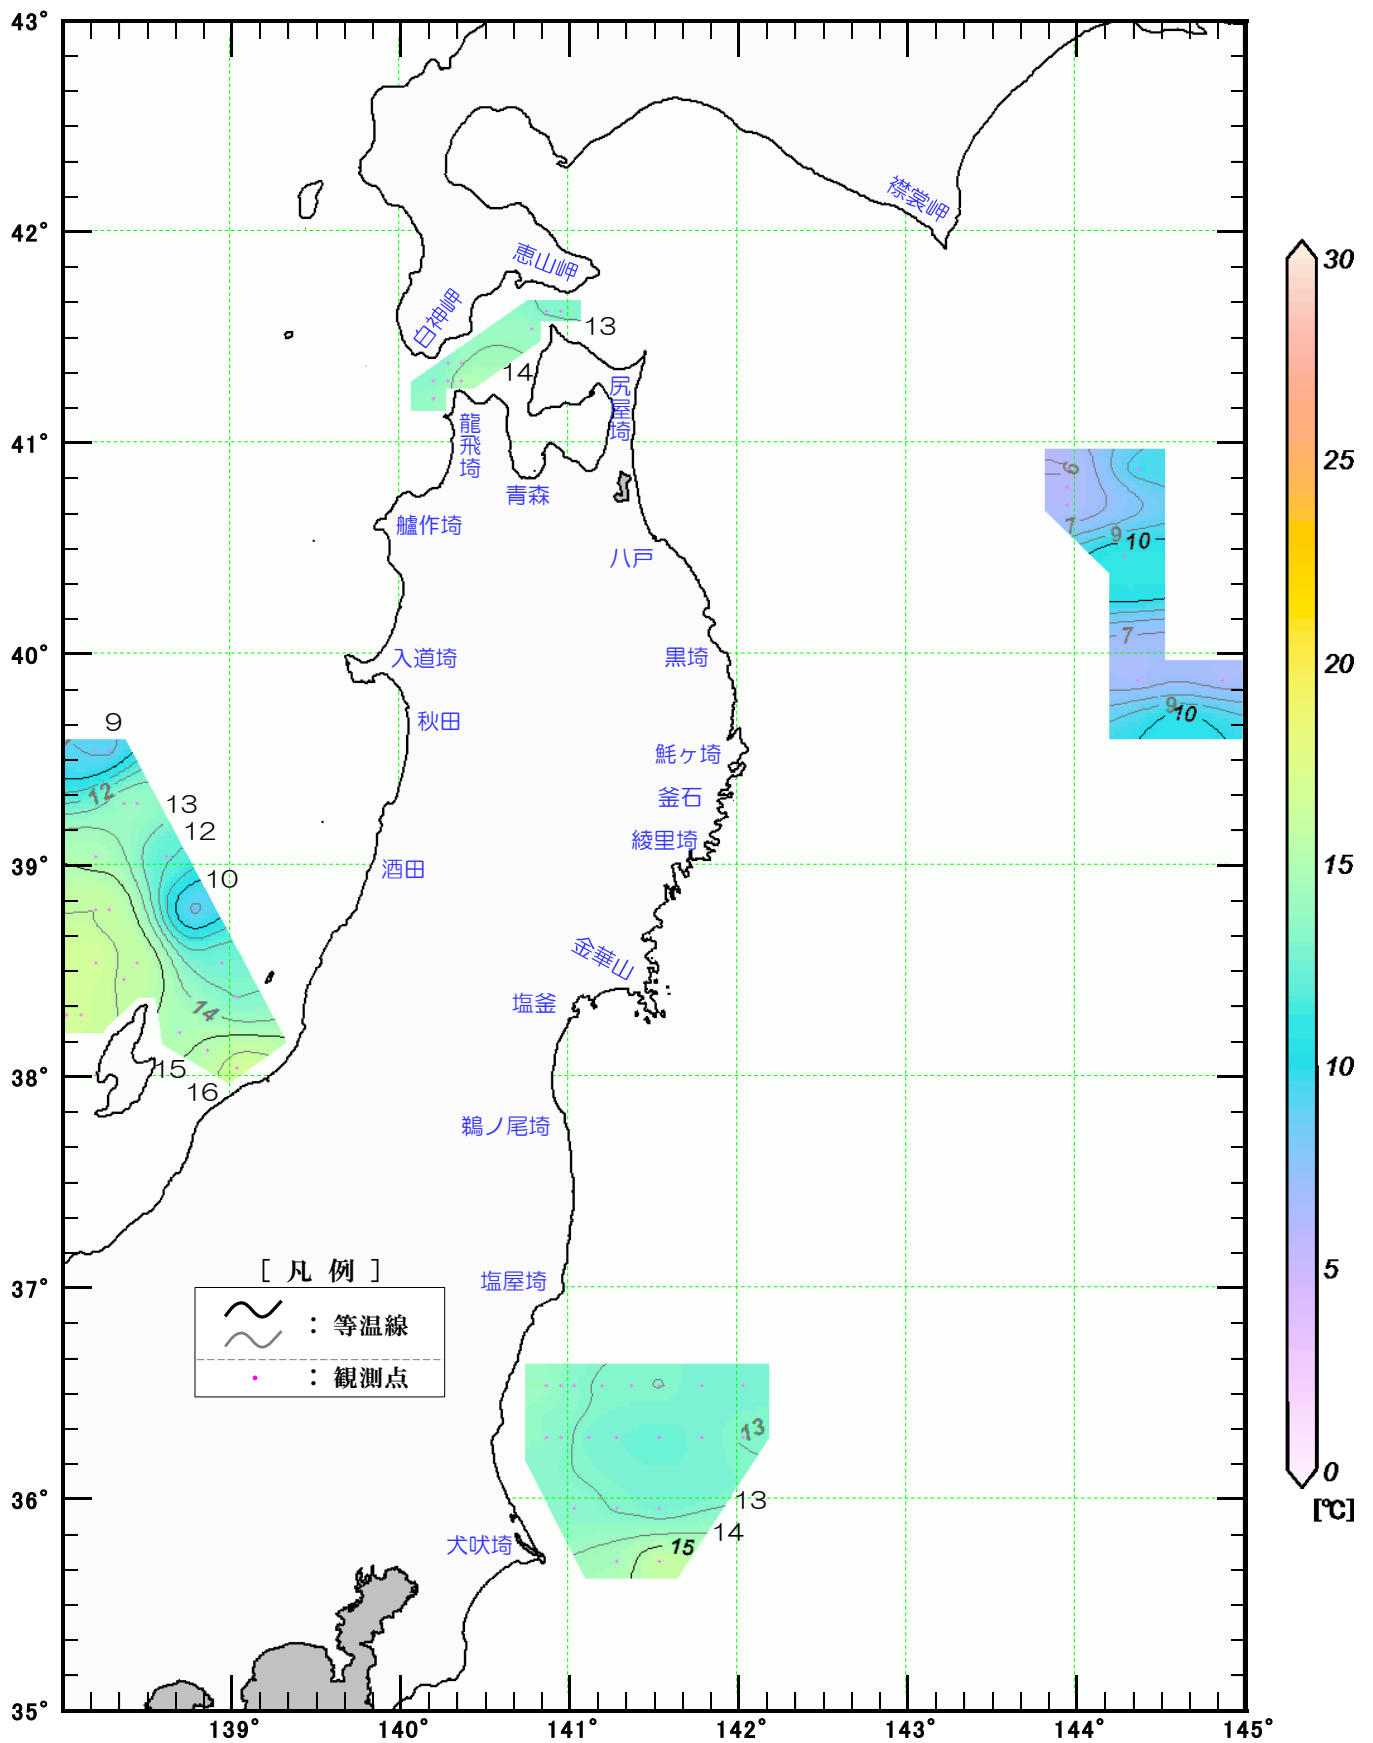 43°
42°
41°
40°
39°
38°
37°
36°
35°
139°
140°
141°
142°
143°
144°
145°
襟裳岬
恵山岬
白神岬
13
14
尻屋埼
龍飛埼
青森
艫作埼
八戸
入道埼
黒埼
秋田
魹ヶ埼
釜石
綾里埼
酒田
金華山
塩釜
鵜ノ尾埼
塩屋埼
犬吠埼
6
7
9
10
7
9
10
9
12
13
12
10
14
15
16
13
13
14
15
[ 凡 例 ]
: 等温線
: 観測点
30
25
20
15
10
5
0
[℃]